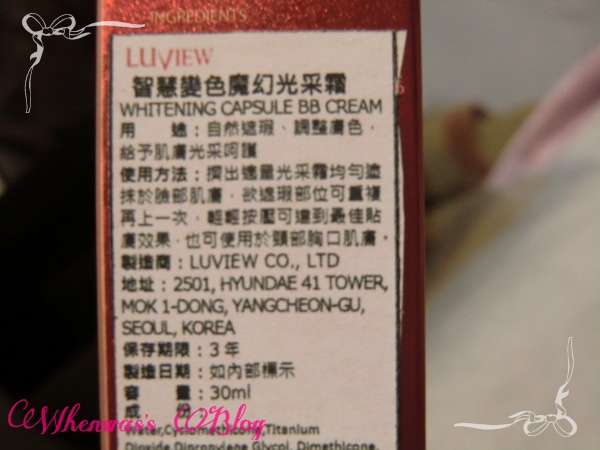 INGREDIENTS
LUVIEW
智慧變色魔幻光采霜
WHITENING CAPSULE BB CREAM
用 途：自然遮瑕、調整膚色，
給予肌膚光采呵護
使用方法：擠出適量光采霜均勻塗
抹於臉部肌膚，欲遮瑕部位可重複
再上一次，輕輕按壓可達到最佳貼
膚效果，也可使用於頸部胸口肌膚。
製造商：LUVIEW CO., LTD
地址：2501, HYUNDAE 41 TOWER,
MOK 1-DONG, YANGCHEON-GU,
SEOUL, KOREA
保存期限：3年
製造日期：如內部標示
容 量：30ml
成 份
Water,Cyclomethicone,Titanium
Dioxide,Dipropylene Glycol, Dimethicone,
Whenwas's Blog